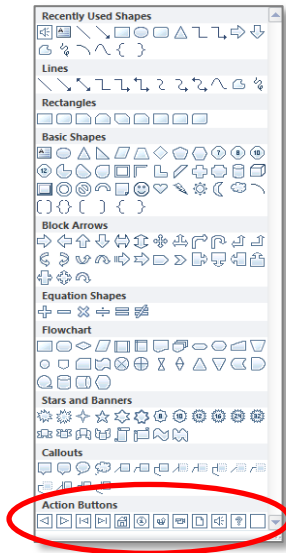 Recently Used Shapes
Lines
Rectangles
Basic Shapes
Block Arrows
Equation Shapes
Flowchart
Stars and Banners
Callouts
Action Buttons